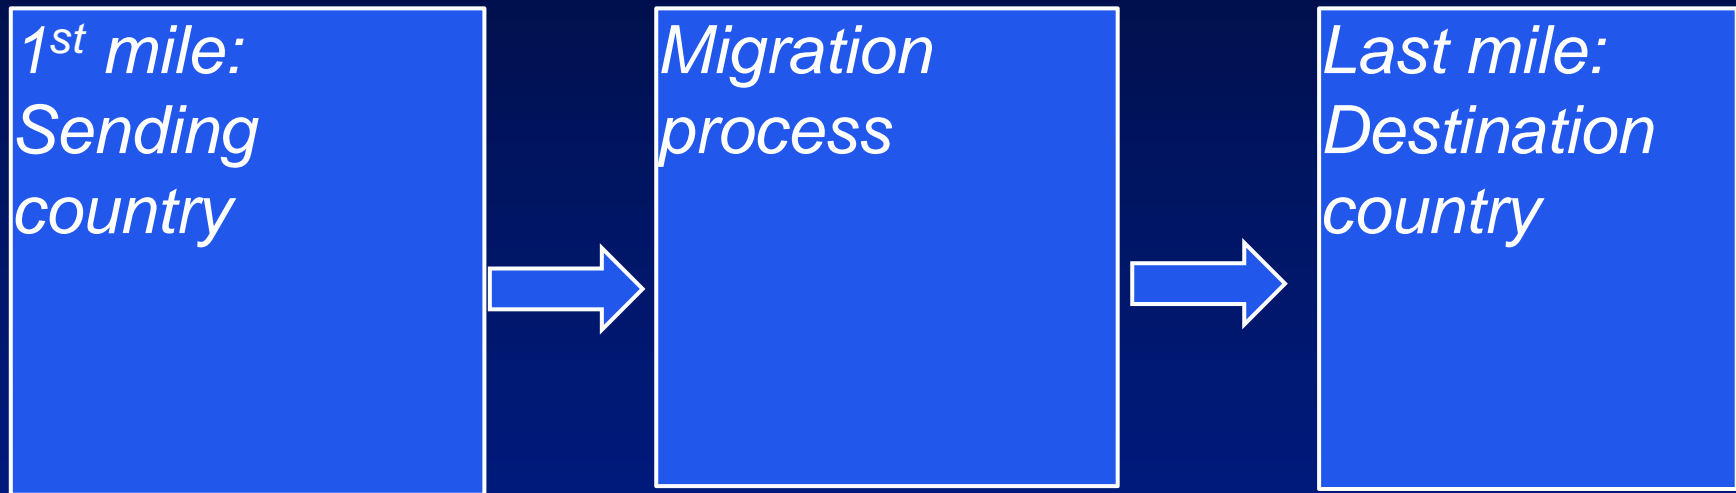 1st mile:
Sending
country
Migration
process
Last mile:
Destination
country